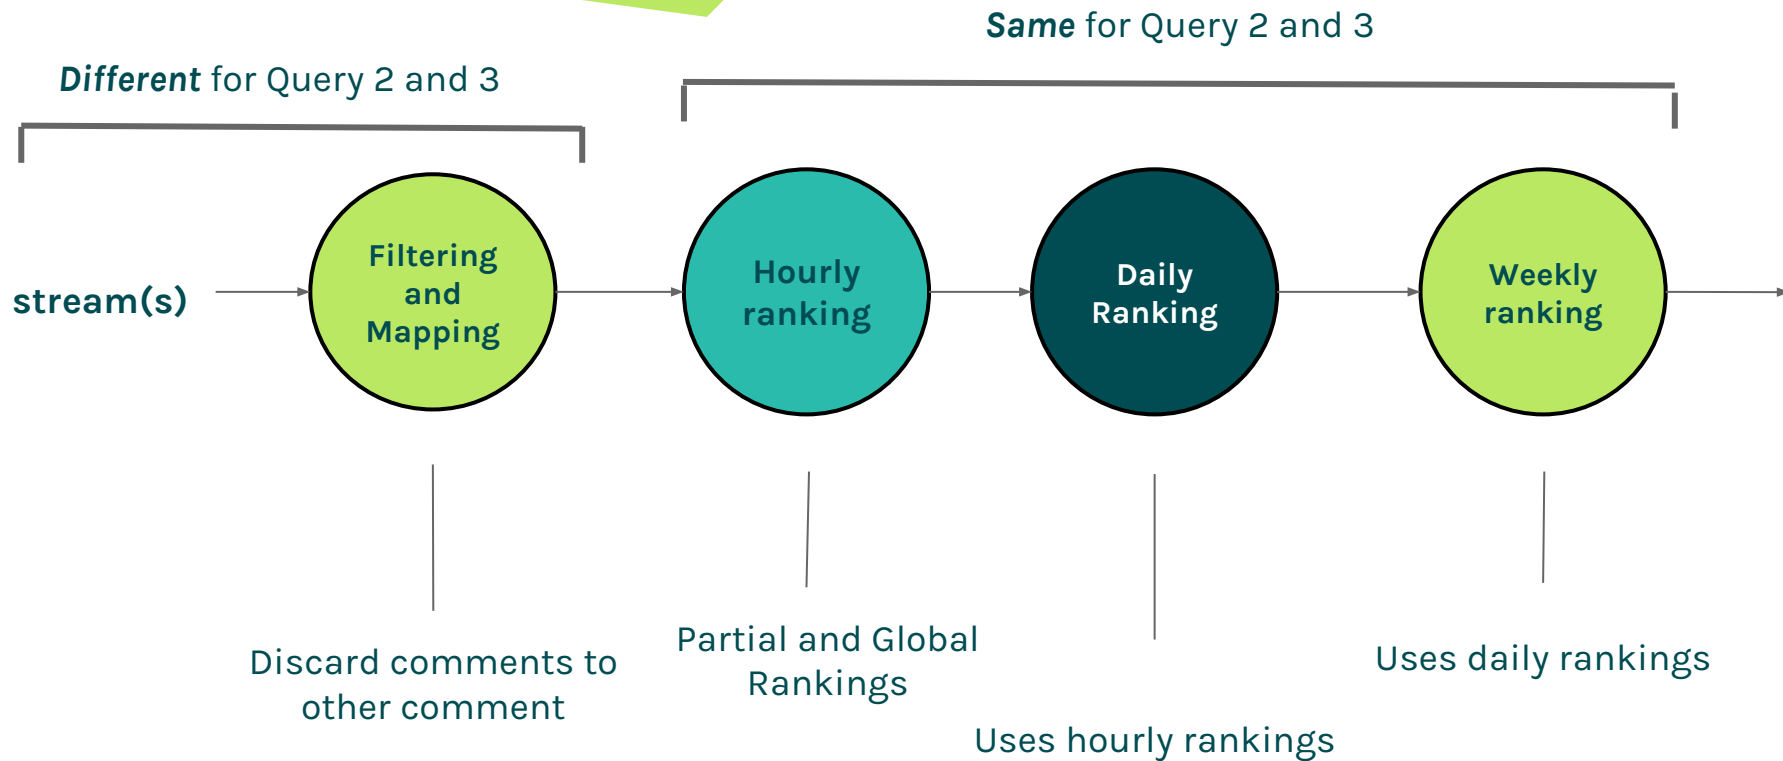 Same for Query 2 and 3
Different for Query 2 and 3
stream(s)
Filtering
and
Mapping
Hourly
ranking
Daily
Ranking
Weekly
ranking
Discard comments to
other comment
Partial and Global
Rankings
Uses hourly rankings
Uses daily rankings